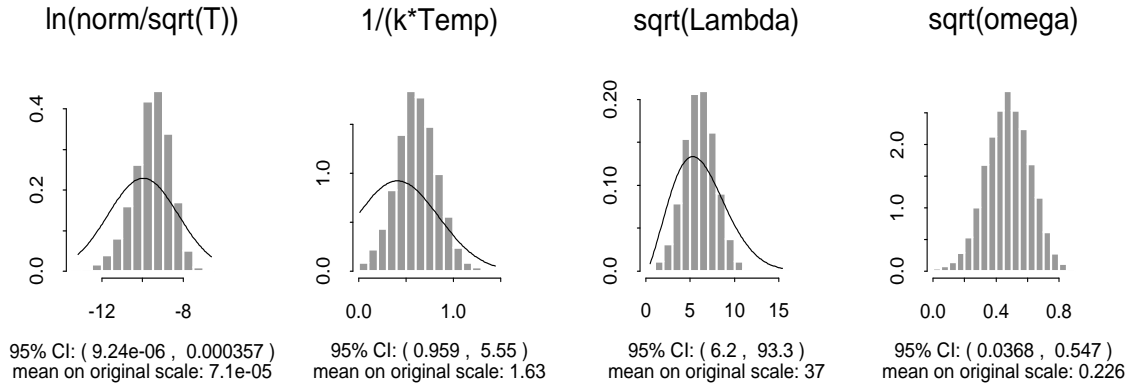 ln(norm/sqrt(T))
1/(k*Temp)
sqrt(Lambda)
sqrt(omega)
0.0
0.2
0.4
-12
-8
0.0
1.0
0.0
1.0
0.00
0.10
0.20
0
5
10
15
0.0
1.0
2.0
0.0
0.4
0.8
95% CI: ( 9.24e-06 , 0.000357 )
mean on original scale: 7.1e-05
95% CI: ( 0.959 , 5.55 )
mean on original scale: 1.63
95% CI: ( 6.2 , 93.3 )
mean on original scale: 37
95% CI: ( 0.0368 , 0.547 )
mean on original scale: 0.226